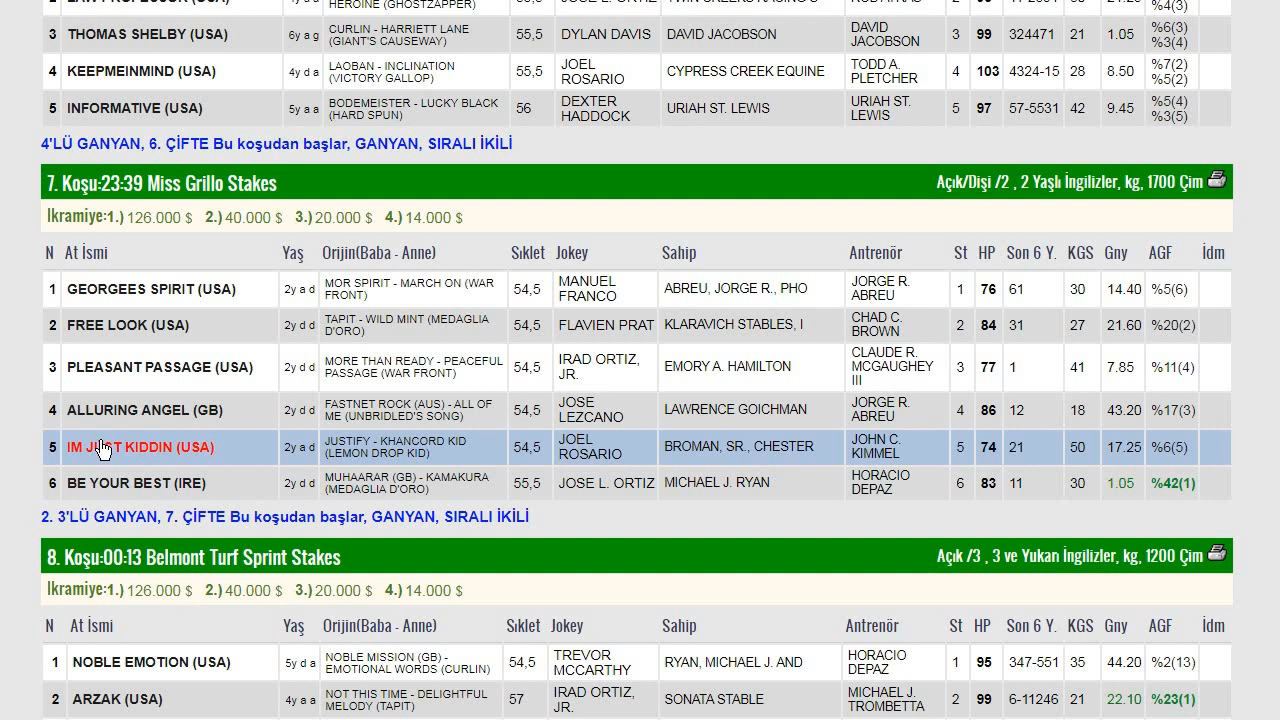 HEROINE (GHOSTZAPPER) %4(3)
3 THOMAS SHELBY (USA) 6y a g CURLIN - HARRIETT LANE (GIANT'S CAUSEWAY) 55,5 DYLAN DAVIS DAVID JACOBSON DAVID JACOBSON 3 99 324471 21 1.05 %6(3) %3(4)
4 KEEPMEINMIND (USA) 4y d a LAOBAN - INCLINATION (VICTORY GALLOP) 55,5 JOEL ROSARIO CYPRESS CREEK EQUINE TODD A. PLETCHER 4 103 4324-15 28 8.50 %7(2) %5(2)
5 INFORMATIVE (USA) 5y a a BODEMEISTER - LUCKY BLACK (HARD SPUN) 56 DEXTER HADDOCK URIAH ST. LEWIS URIAH ST. LEWIS 5 97 57-5531 42 9.45 %5(4) %3(5)
4'LÜ GANYAN, 6. ÇİFTE Bu koşudan başlar, GANYAN, SIRALI İKİLİ
7. Koşu:23:39 Miss Grillo Stakes Açık/Dişi /2 , 2 Yaşlı İngilizler, kg, 1700 Çim
Ikramiye:1.) 126.000 $ 2.) 40.000 $ 3.) 20.000 $ 4.) 14.000 $
N At İsmi Yaş Orijin(Baba - Anne) Sıklet Jokey Sahip Antrenör St HP Son 6 Y. KGS Gny AGF İdm
1 GEORGEES SPIRIT (USA) 2y a d MOR SPIRIT - MARCH ON (WAR FRONT) 54,5 MANUEL FRANCO ABREU, JORGE R., PHO JORGE R. ABREU 1 76 61 30 14.40 %5(6)
2 FREE LOOK (USA) 2y d d TAPIT - WILD MINT (MEDAGLIA D'ORO) 54,5 FLAVIEN PRAT KLARAVICH STABLES, I CHAD C. BROWN 2 84 31 27 21.60 %20(2)
3 PLEASANT PASSAGE (USA) 2y d d MORE THAN READY - PEACEFUL PASSAGE (WAR FRONT) 54,5 IRAD ORTIZ, JR. EMORY A. HAMILTON CLAUDE R. MCGAUGHEY III 3 77 1 41 7.85 %11(4)
4 ALLURING ANGEL (GB) 2y d d FASTNET ROCK (AUS) - ALL OF ME (UNBRIDLED'S SONG) 54,5 JOSE LEZCANO LAWRENCE GOICHMAN JORGE R. ABREU 4 86 12 18 43.20 %17(3)
5 IM JUST KIDDIN (USA) 2y a d JUSTIFY - KHANCORD KID (LEMON DROP KID) 54,5 JOEL ROSARIO BROMAN, SR., CHESTER JOHN C. KIMMEL 5 74 21 50 17.25 %6(5)
6 BE YOUR BEST (IRE) 2y d d MUHAARAR (GB) - KAMAKURA (MEDAGLIA D'ORO) 55,5 JOSE L. ORTIZ MICHAEL J. RYAN HORACIO DEPAZ 6 83 11 30 1.05 %42(1)
2. 3'LÜ GANYAN, 7. ÇİFTE Bu koşudan başlar, GANYAN, SIRALI İKİLİ
8. Koşu:00:13 Belmont Turf Sprint Stakes Açık /3 , 3 ve Yukarı İngilizler, kg, 1200 Çim
Ikramiye:1.) 126.000 $ 2.) 40.000 $ 3.) 20.000 $ 4.) 14.000 $
N At İsmi Yaş Orijin(Baba - Anne) Sıklet Jokey Sahip Antrenör St HP Son 6 Y. KGS Gny AGF İdm
1 NOBLE EMOTION (USA) 5y d a NOBLE MISSION (GB) - EMOTIONAL WORDS (CURLIN) 54,5 TREVOR MCCARTHY RYAN, MICHAEL J. AND HORACIO DEPAZ 1 95 347-551 35 44.20 %2(13)
2 ARZAK (USA) 4y a a NOT THIS TIME - DELIGHTFUL MELODY (TAPIT) 57 IRAD ORTIZ, JR. SONATA STABLE MICHAEL J. TROMBETTA 2 99 6-11246 21 22.10 %23(1)